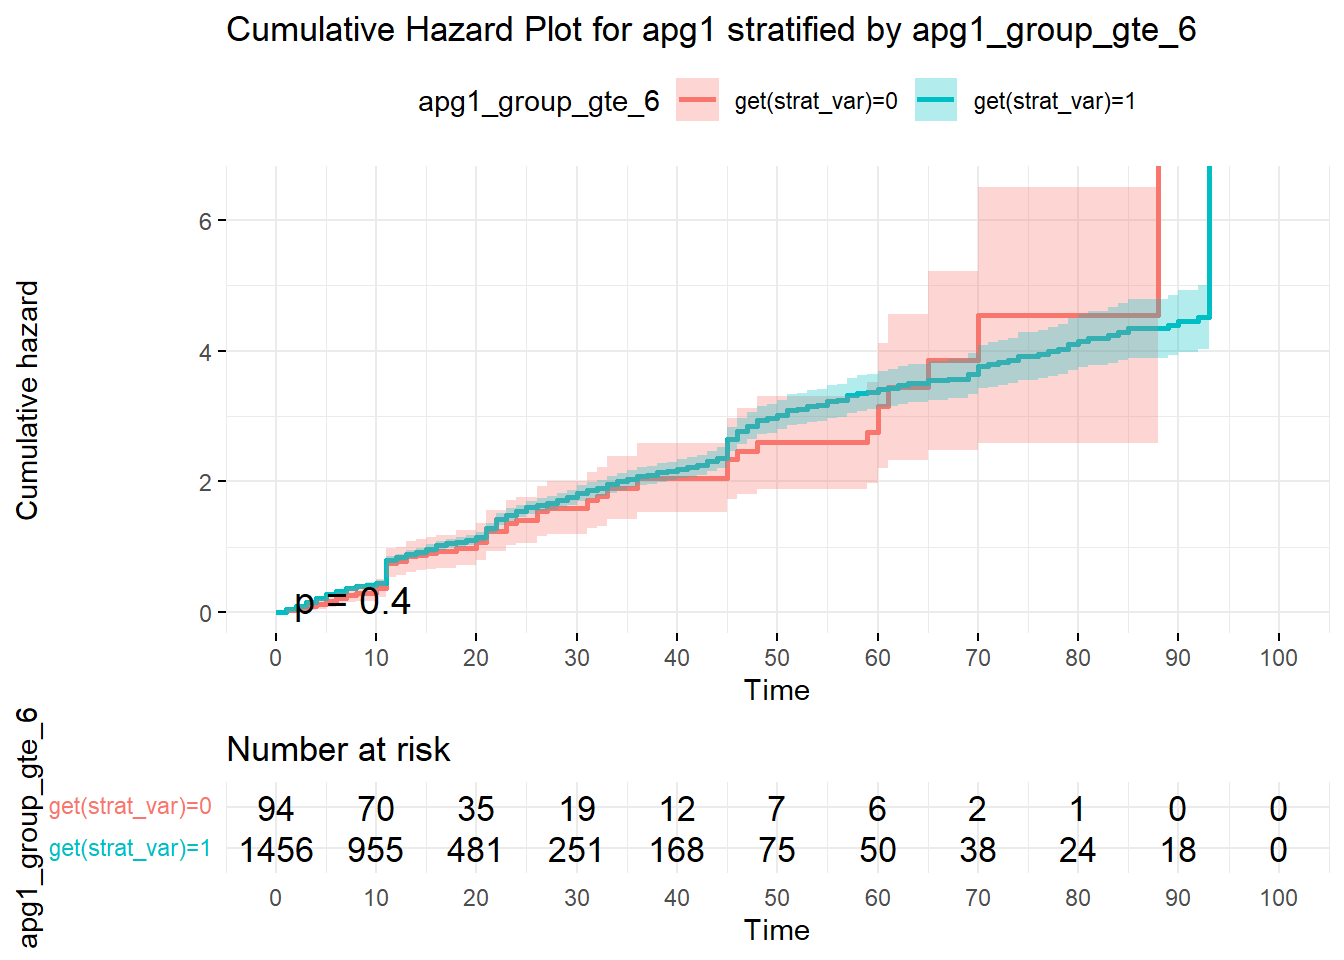 Cumulative Hazard Plot for apg1 stratified by apg1_group_gte_6
apg1_group_gte_6 get(strat_var)=0 get(strat_var)=1
Cumulative hazard
6
4
2
0
p = 0.4
0 10 20 30 40 50 60 70 80 90 100
Time
Number at risk
apg1_group_gte_6
get(strat_var)=0 94 70 35 19 12 7 6 2 1 0 0
get(strat_var)=1 1456 955 481 251 168 75 50 38 24 18 0
0 10 20 30 40 50 60 70 80 90 100
Time